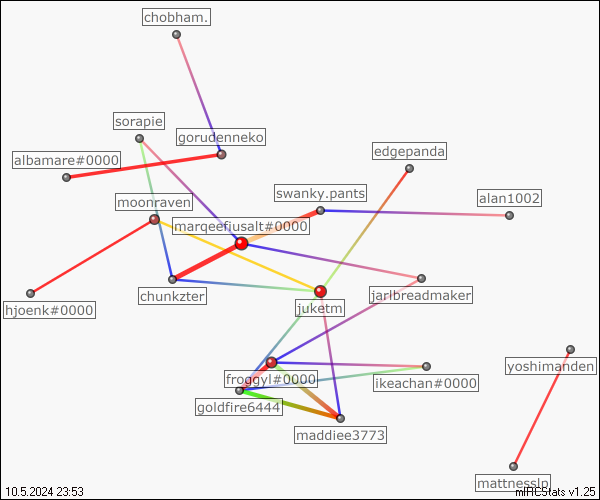 chobham.
sorapie
gorudenneko
albamare#0000
edgepanda
swanky.pants
alan1002
moonraven
marqeefiusalt#0000
chunkzter
jarlbreadmaker
hjoenk#0000
juketm
yoshimanden
froggyl#0000
ikeachan#0000
goldfire6444
maddiee3773
mattnesslp
10.5.2024 23:53
mIRCStats v1.25